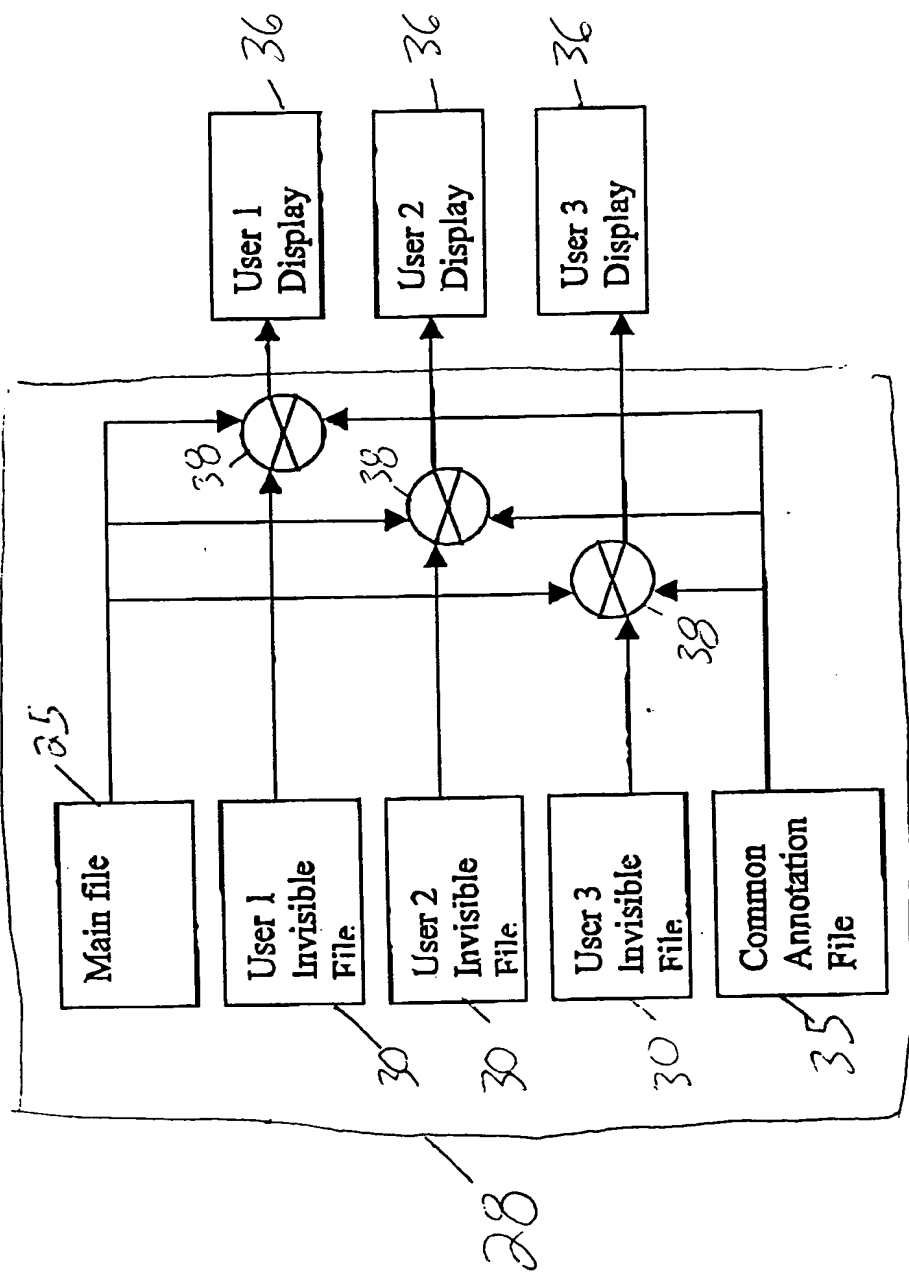 Main file
25
User 1
Invisible
File
30
User 2
Invisible
File
30
User 3
Invisible
File
30
Common
Annotation
File
35
38
38
38
User 1
Display
36
User 2
Display
36
User 3
Display
36
28